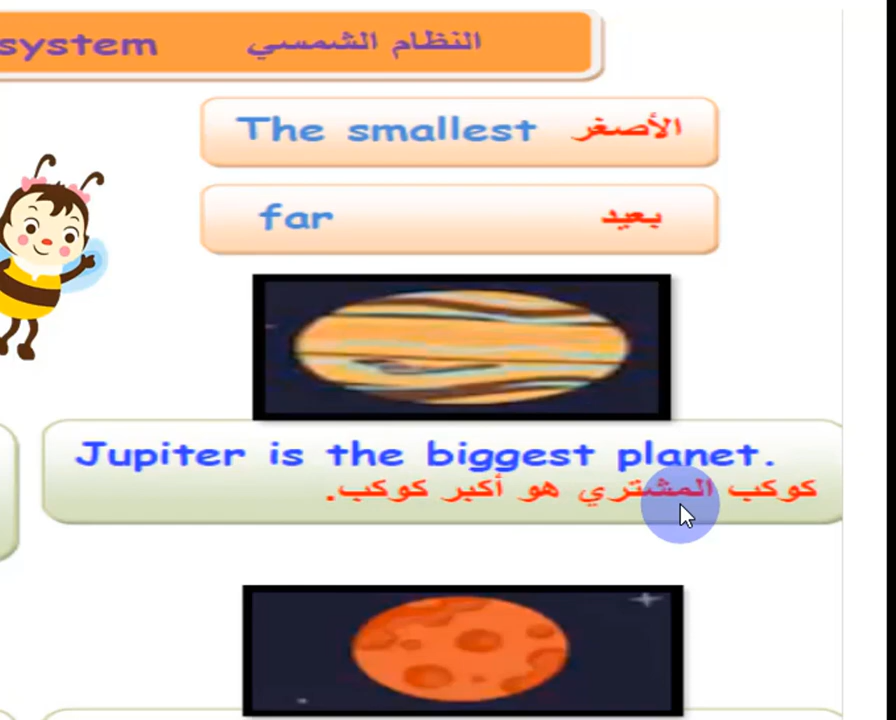 system النظام الشمسي
The smallest الأصغر
far بعيد
Jupiter is the biggest planet.
كوكب المشتري هو أكبر كوكب.